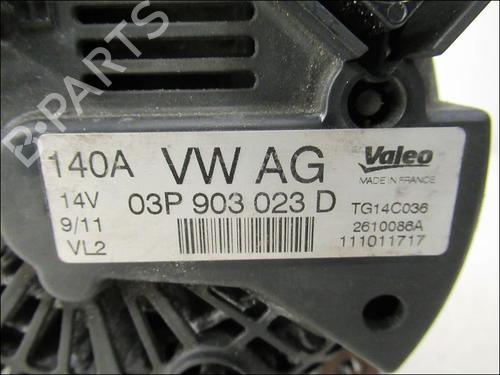 B-PARTS
140A VW AG Valeo
MADE IN FRANCE
14V 03P 903 023 D TG14C036
9/11 2610086A
VL2 111011717